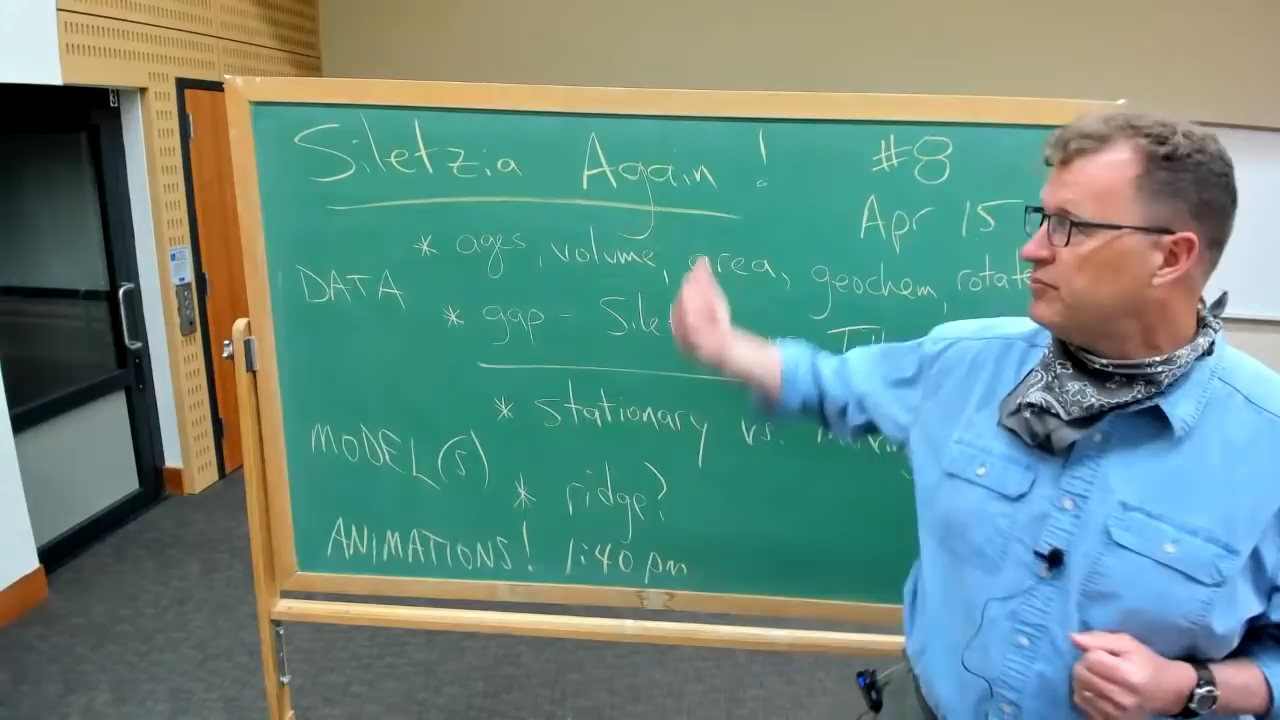 Siletzia Again! #8
Apr 15
* ages, volume, area, geochem, rotate
DATA
* gap - Sile
* stationary vs.
MODEL(s)
* ridge?
ANIMATIONS! 1:40 pm